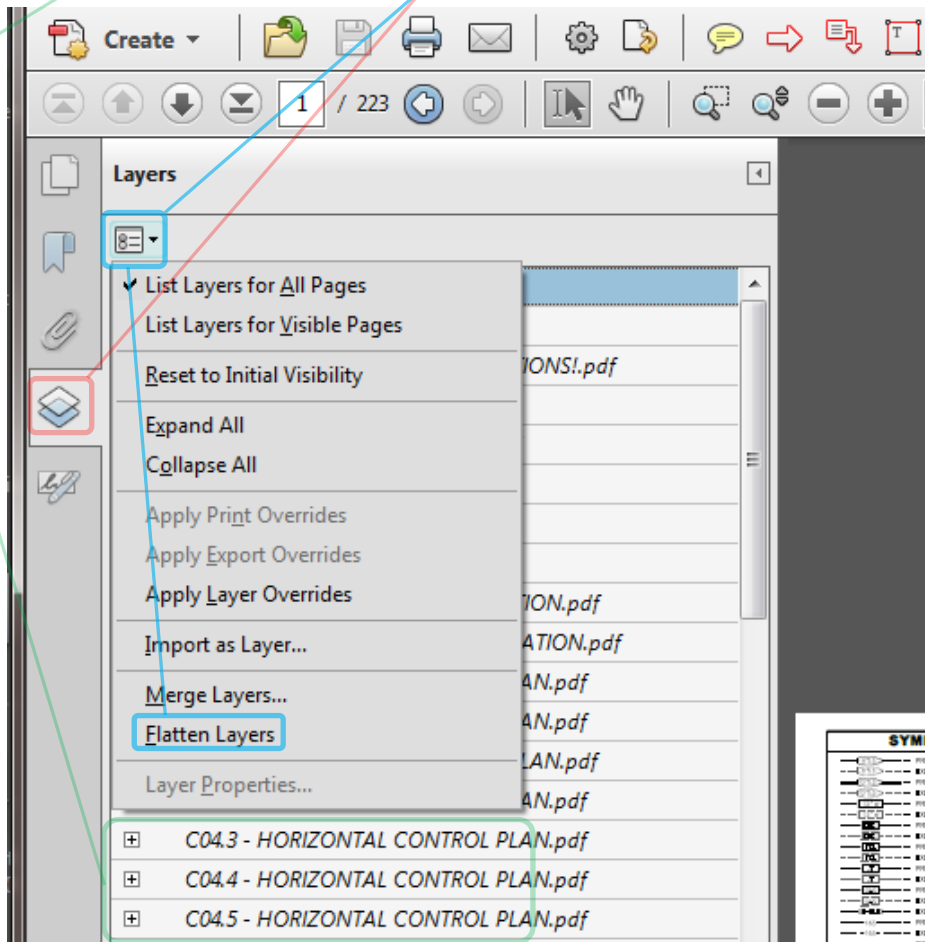 Create
T
1 / 223
Layers
List Layers for All Pages
List Layers for Visible Pages
IONS!.pdf
Reset to Initial Visibility
Expand All
Collapse All
Apply Print Overrides
Apply Export Overrides
Apply Layer Overrides
ION.pdf
Import as Layer...
ATION.pdf
Merge Layers...
AN.pdf
Flatten Layers
AN.pdf
LAN.pdf
Layer Properties...
AN.pdf
C04.3 - HORIZONTAL CONTROL PLAN.pdf
C04.4 - HORIZONTAL CONTROL PLAN.pdf
C04.5 - HORIZONTAL CONTROL PLAN.pdf